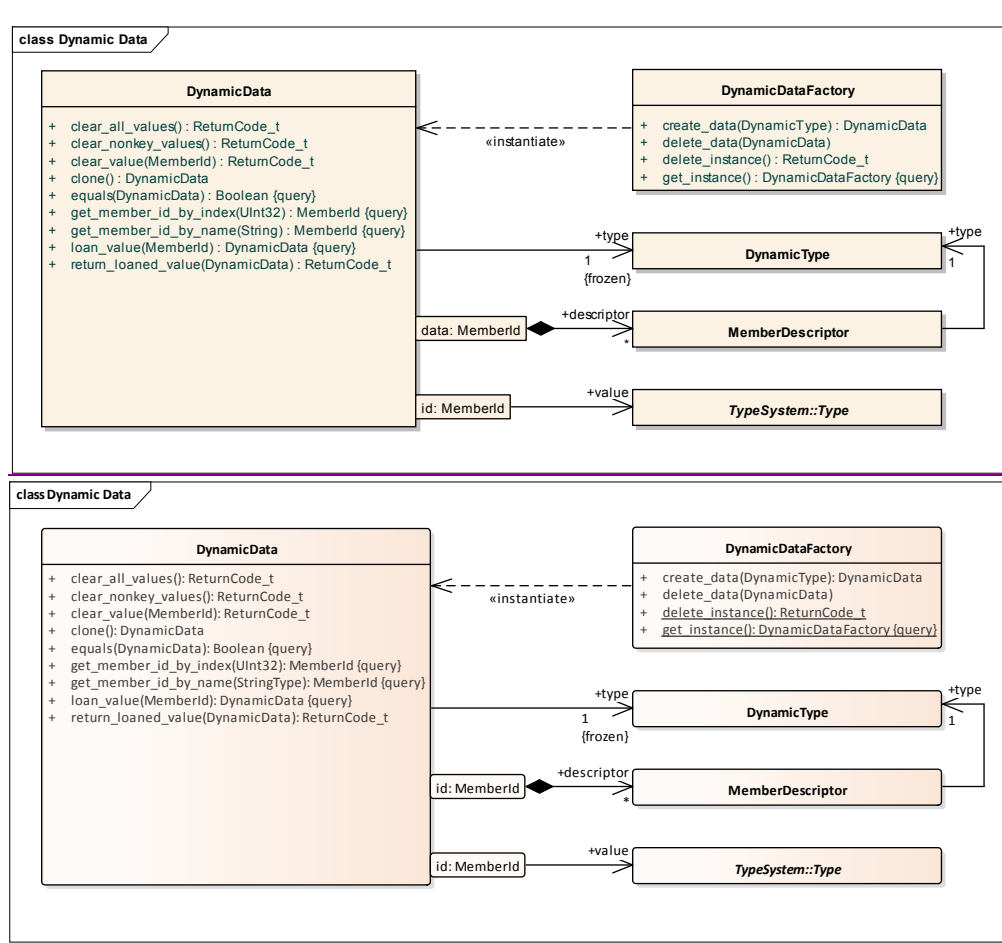 class Dynamic Data
DynamicData
+ clear_all_values() : ReturnCode_t
+ clear_nonkey_values() : ReturnCode_t
+ clear_value(MemberId) : ReturnCode_t
+ clone() : DynamicData
+ equals(DynamicData) : Boolean {query}
+ get_member_id_by_index(UInt32) : MemberId {query}
+ get_member_id_by_name(String) : MemberId {query}
+ loan_value(MemberId) : DynamicData {query}
+ return_loaned_value(DynamicData) : ReturnCode_t
«instantiate»
DynamicDataFactory
+ create_data(DynamicType) : DynamicData
+ delete_data(DynamicData)
+ delete_instance() : ReturnCode_t
+ get_instance() : DynamicDataFactory {query}
+type
1
{frozen}
DynamicType
+type
1
data: MemberId
+descriptor
*
MemberDescriptor
id: MemberId
+value
TypeSystem::Type
class Dynamic Data
DynamicData
+ clear_all_values(): ReturnCode_t
+ clear_nonkey_values(): ReturnCode_t
+ clear_value(MemberId): ReturnCode_t
+ clone(): DynamicData
+ equals(DynamicData): Boolean {query}
+ get_member_id_by_index(UInt32): MemberId {query}
+ get_member_id_by_name(StringType): MemberId {query}
+ loan_value(MemberId): DynamicData {query}
+ return_loaned_value(DynamicData): ReturnCode_t
«instantiate»
DynamicDataFactory
+ create_data(DynamicType): DynamicData
+ delete_data(DynamicData)
+ delete_instance(): ReturnCode_t
+ get_instance(): DynamicDataFactory {query}
+type
1
{frozen}
DynamicType
+type
1
id: MemberId
+descriptor
*
MemberDescriptor
id: MemberId
+value
TypeSystem::Type